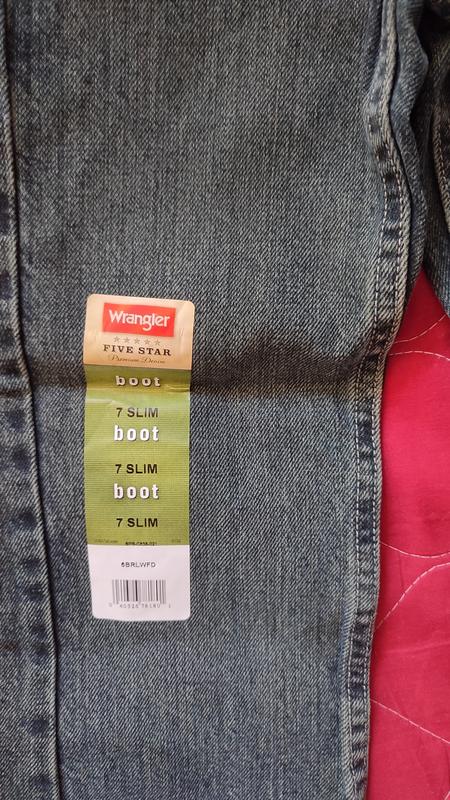 Wrangler
FIVE STAR
Premium Denim
boot
7 SLIM
boot
7 SLIM
boot
7 SLIM
6BRLWFD